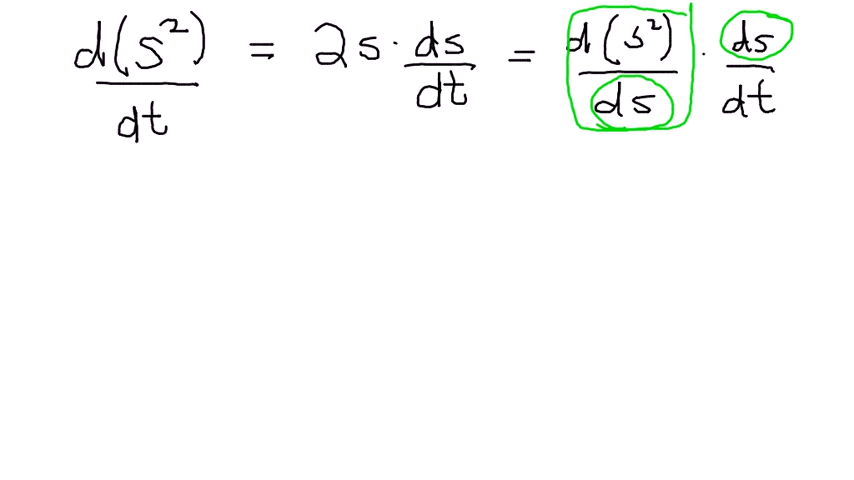 d(s²)/dt = 2s · ds/dt = d(s²)/ds · ds/dt